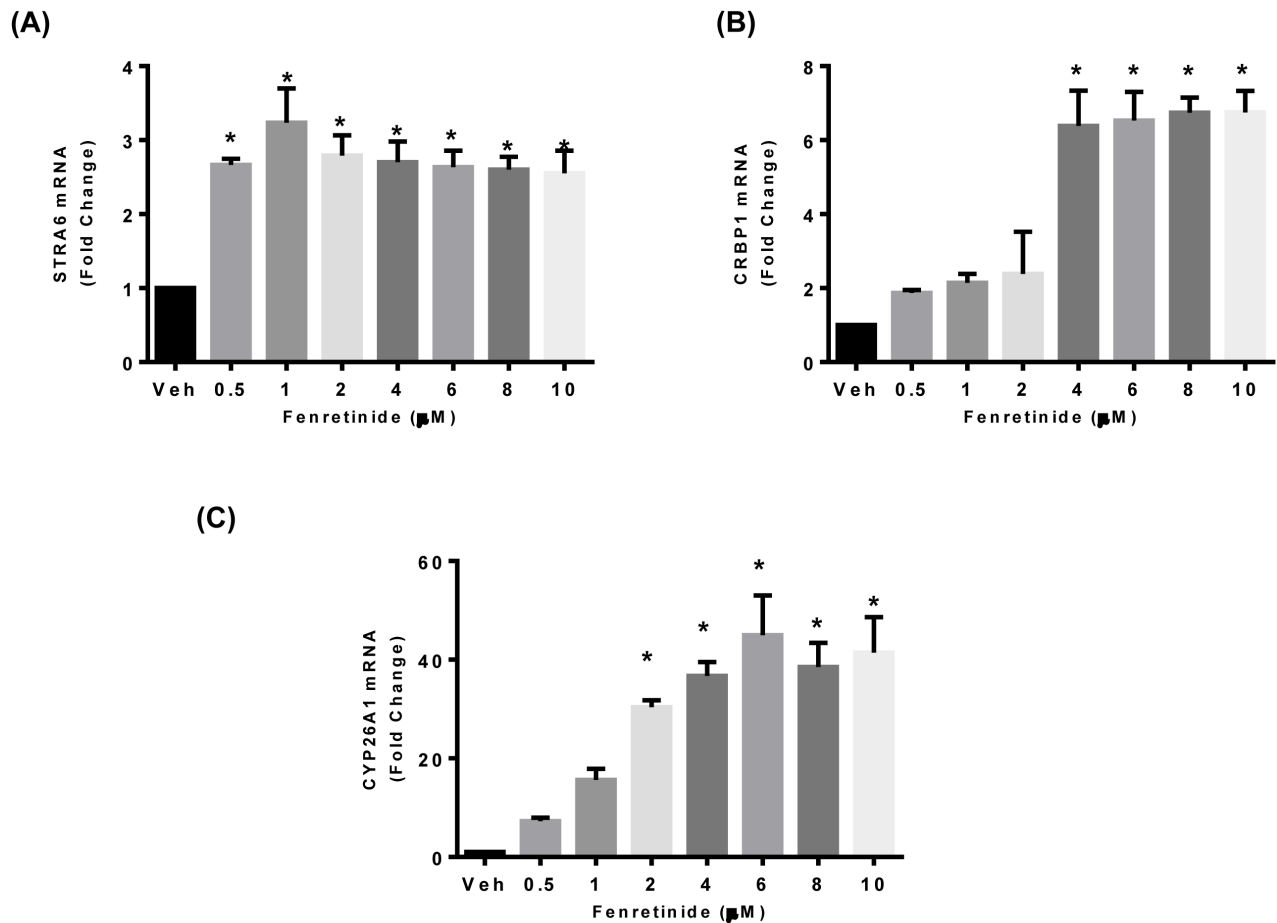 (A)
STRA6 mRNA
(Fold Change)
4
3
2
1
0
* * * * * * *
Veh 0.5 1 2 4 6 8 10
Fenretinide (μM)
(B)
CRBP1 mRNA
(Fold Change)
8
6
4
2
0
* * * *
Veh 0.5 1 2 4 6 8 10
Fenretinide (μM)
(C)
CYP26A1 mRNA
(Fold Change)
60
40
20
0
* * * * *
Veh 0.5 1 2 4 6 8 10
Fenretinide (μM)